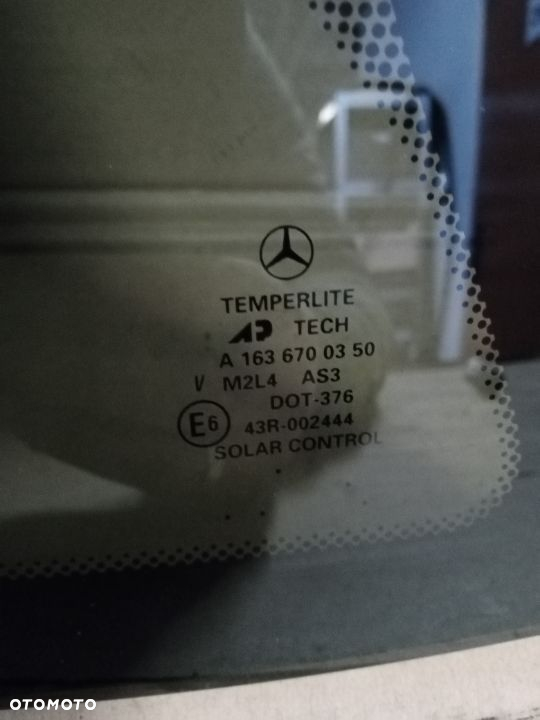 TEMPERLITE
AP TECH
A 163 670 03 50
V M2L4 AS3
DOT-376
E6 43R-002444
SOLAR CONTROL
OTOMOTO